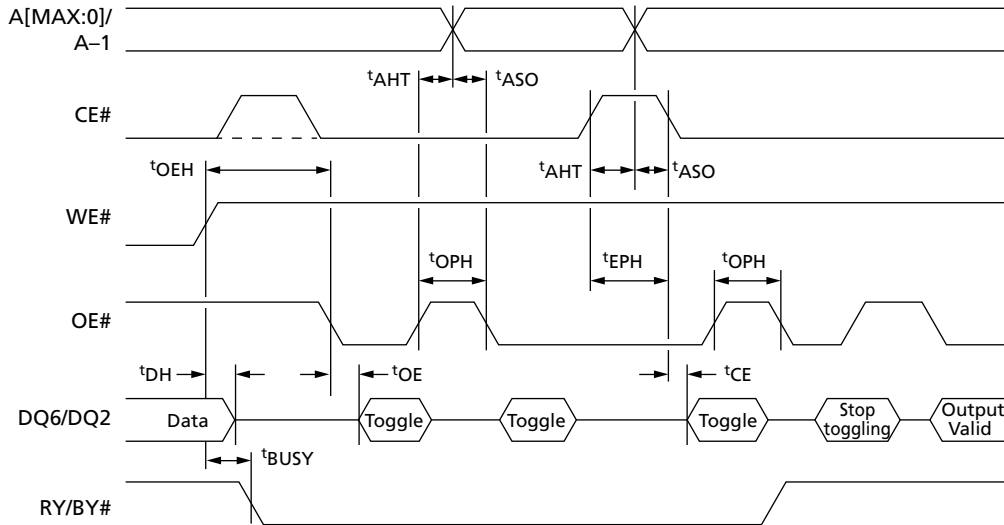 A[MAX:0]/
A–1
tAHT
tASO
CE#
tOEH
tAHT
tASO
WE#
tOPH
tEPH
tOPH
OE#
tDH
tOE
tCE
DQ6/DQ2
Data
Toggle
Toggle
Toggle
Stop
toggling
Output
Valid
tBUSY
RY/BY#